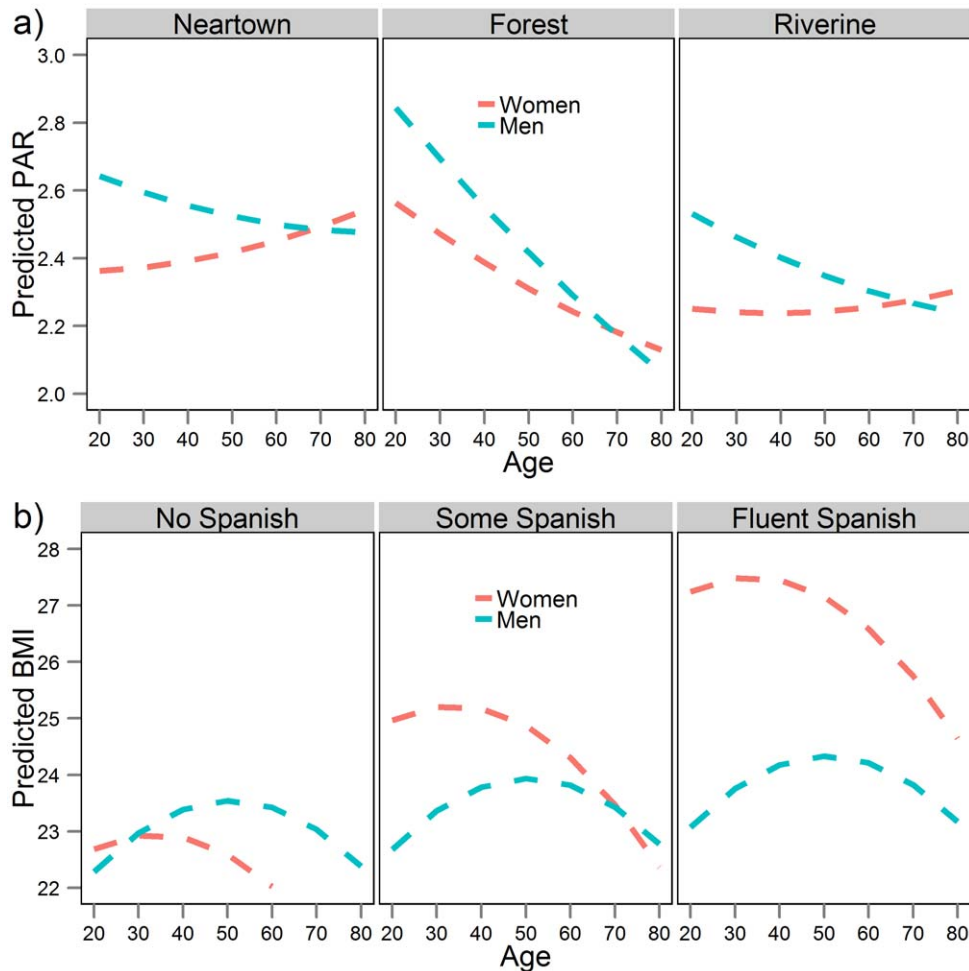 a)
Neartown Forest Riverine
Predicted PAR
3.0
2.8
2.6
2.4
2.2
2.0
Women
Men
20 30 40 50 60 70 80 20 30 40 50 60 70 80 20 30 40 50 60 70 80
Age
b)
No Spanish Some Spanish Fluent Spanish
Predicted BMI
28
27
26
25
24
23
22
Women
Men
20 30 40 50 60 70 80 20 30 40 50 60 70 80 20 30 40 50 60 70 80
Age